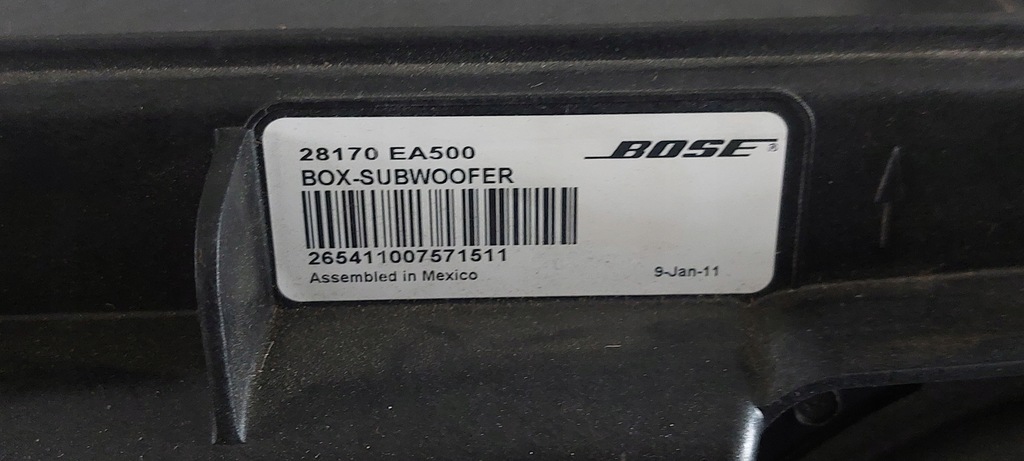 28170 EA500
BOSE®
BOX-SUBWOOFER
265411007571511
Assembled in Mexico
9-Jan-11